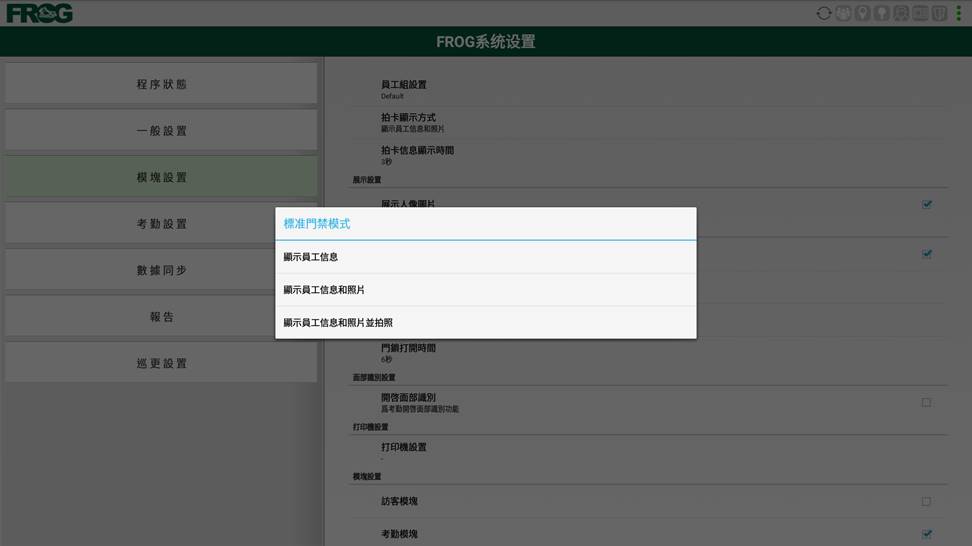 FROG
FROG系统设置
程序狀態
一般設置
模塊設置
考勤設置
數據同步
報告
巡更設置
員工組設置
Default
拍卡顯示方式
顯示員工信息和照片
拍卡信息顯示時間
3秒
展示設置
展示人像圖片
標准門禁模式
顯示員工信息
顯示員工信息和照片
顯示員工信息和照片並拍照
門鎖打開時間
6秒
面部識別設置
開啓面部識別
爲考勤開啓面部識別功能
打印機設置
打印機設置
-
模塊設置
訪客模塊
考勤模塊